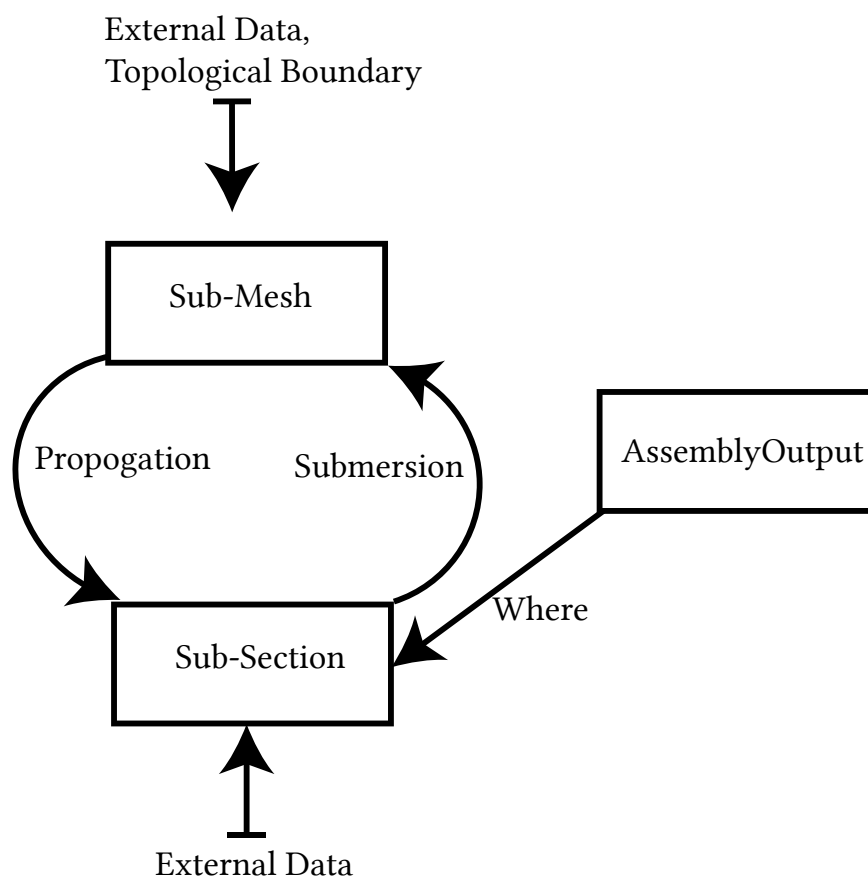 External Data,
Topological Boundary
Sub-Mesh
Propogation
Submersion
AssemblyOutput
Where
Sub-Section
External Data